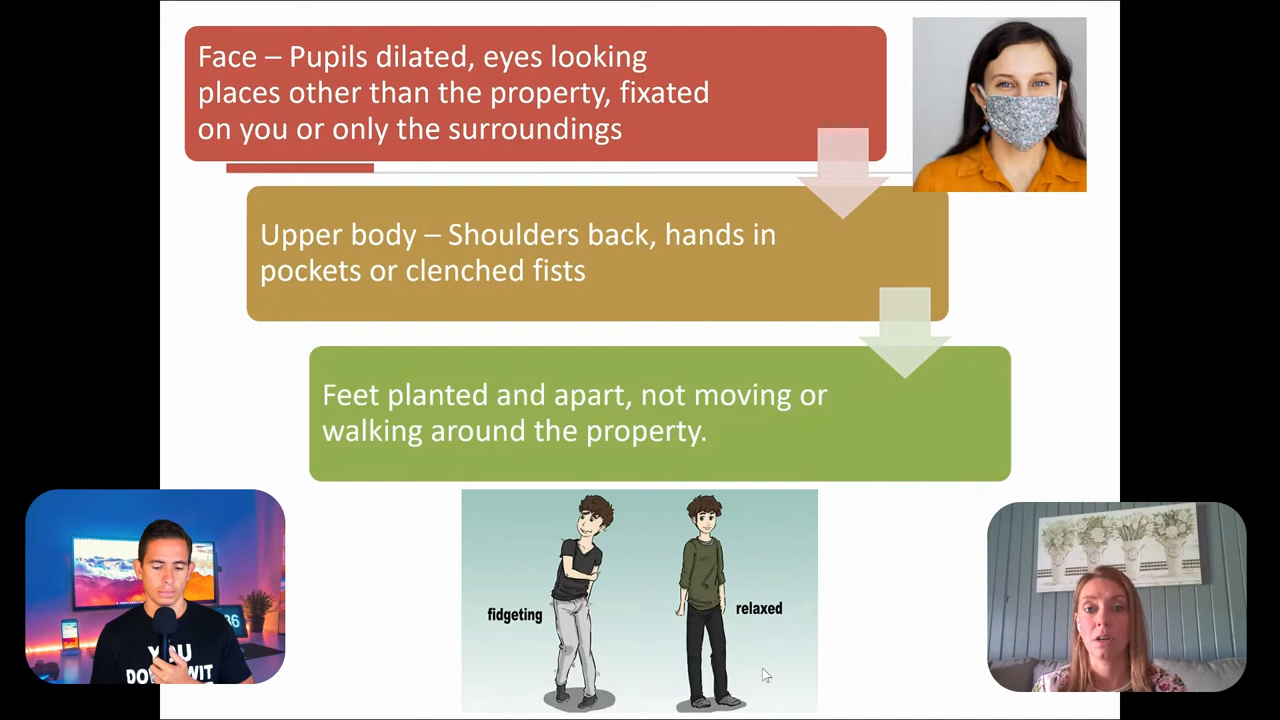 Face – Pupils dilated, eyes looking
places other than the property, fixated
on you or only the surroundings
Upper body – Shoulders back, hands in
pockets or clenched fists
Feet planted and apart, not moving or
walking around the property.
fidgeting
relaxed
36